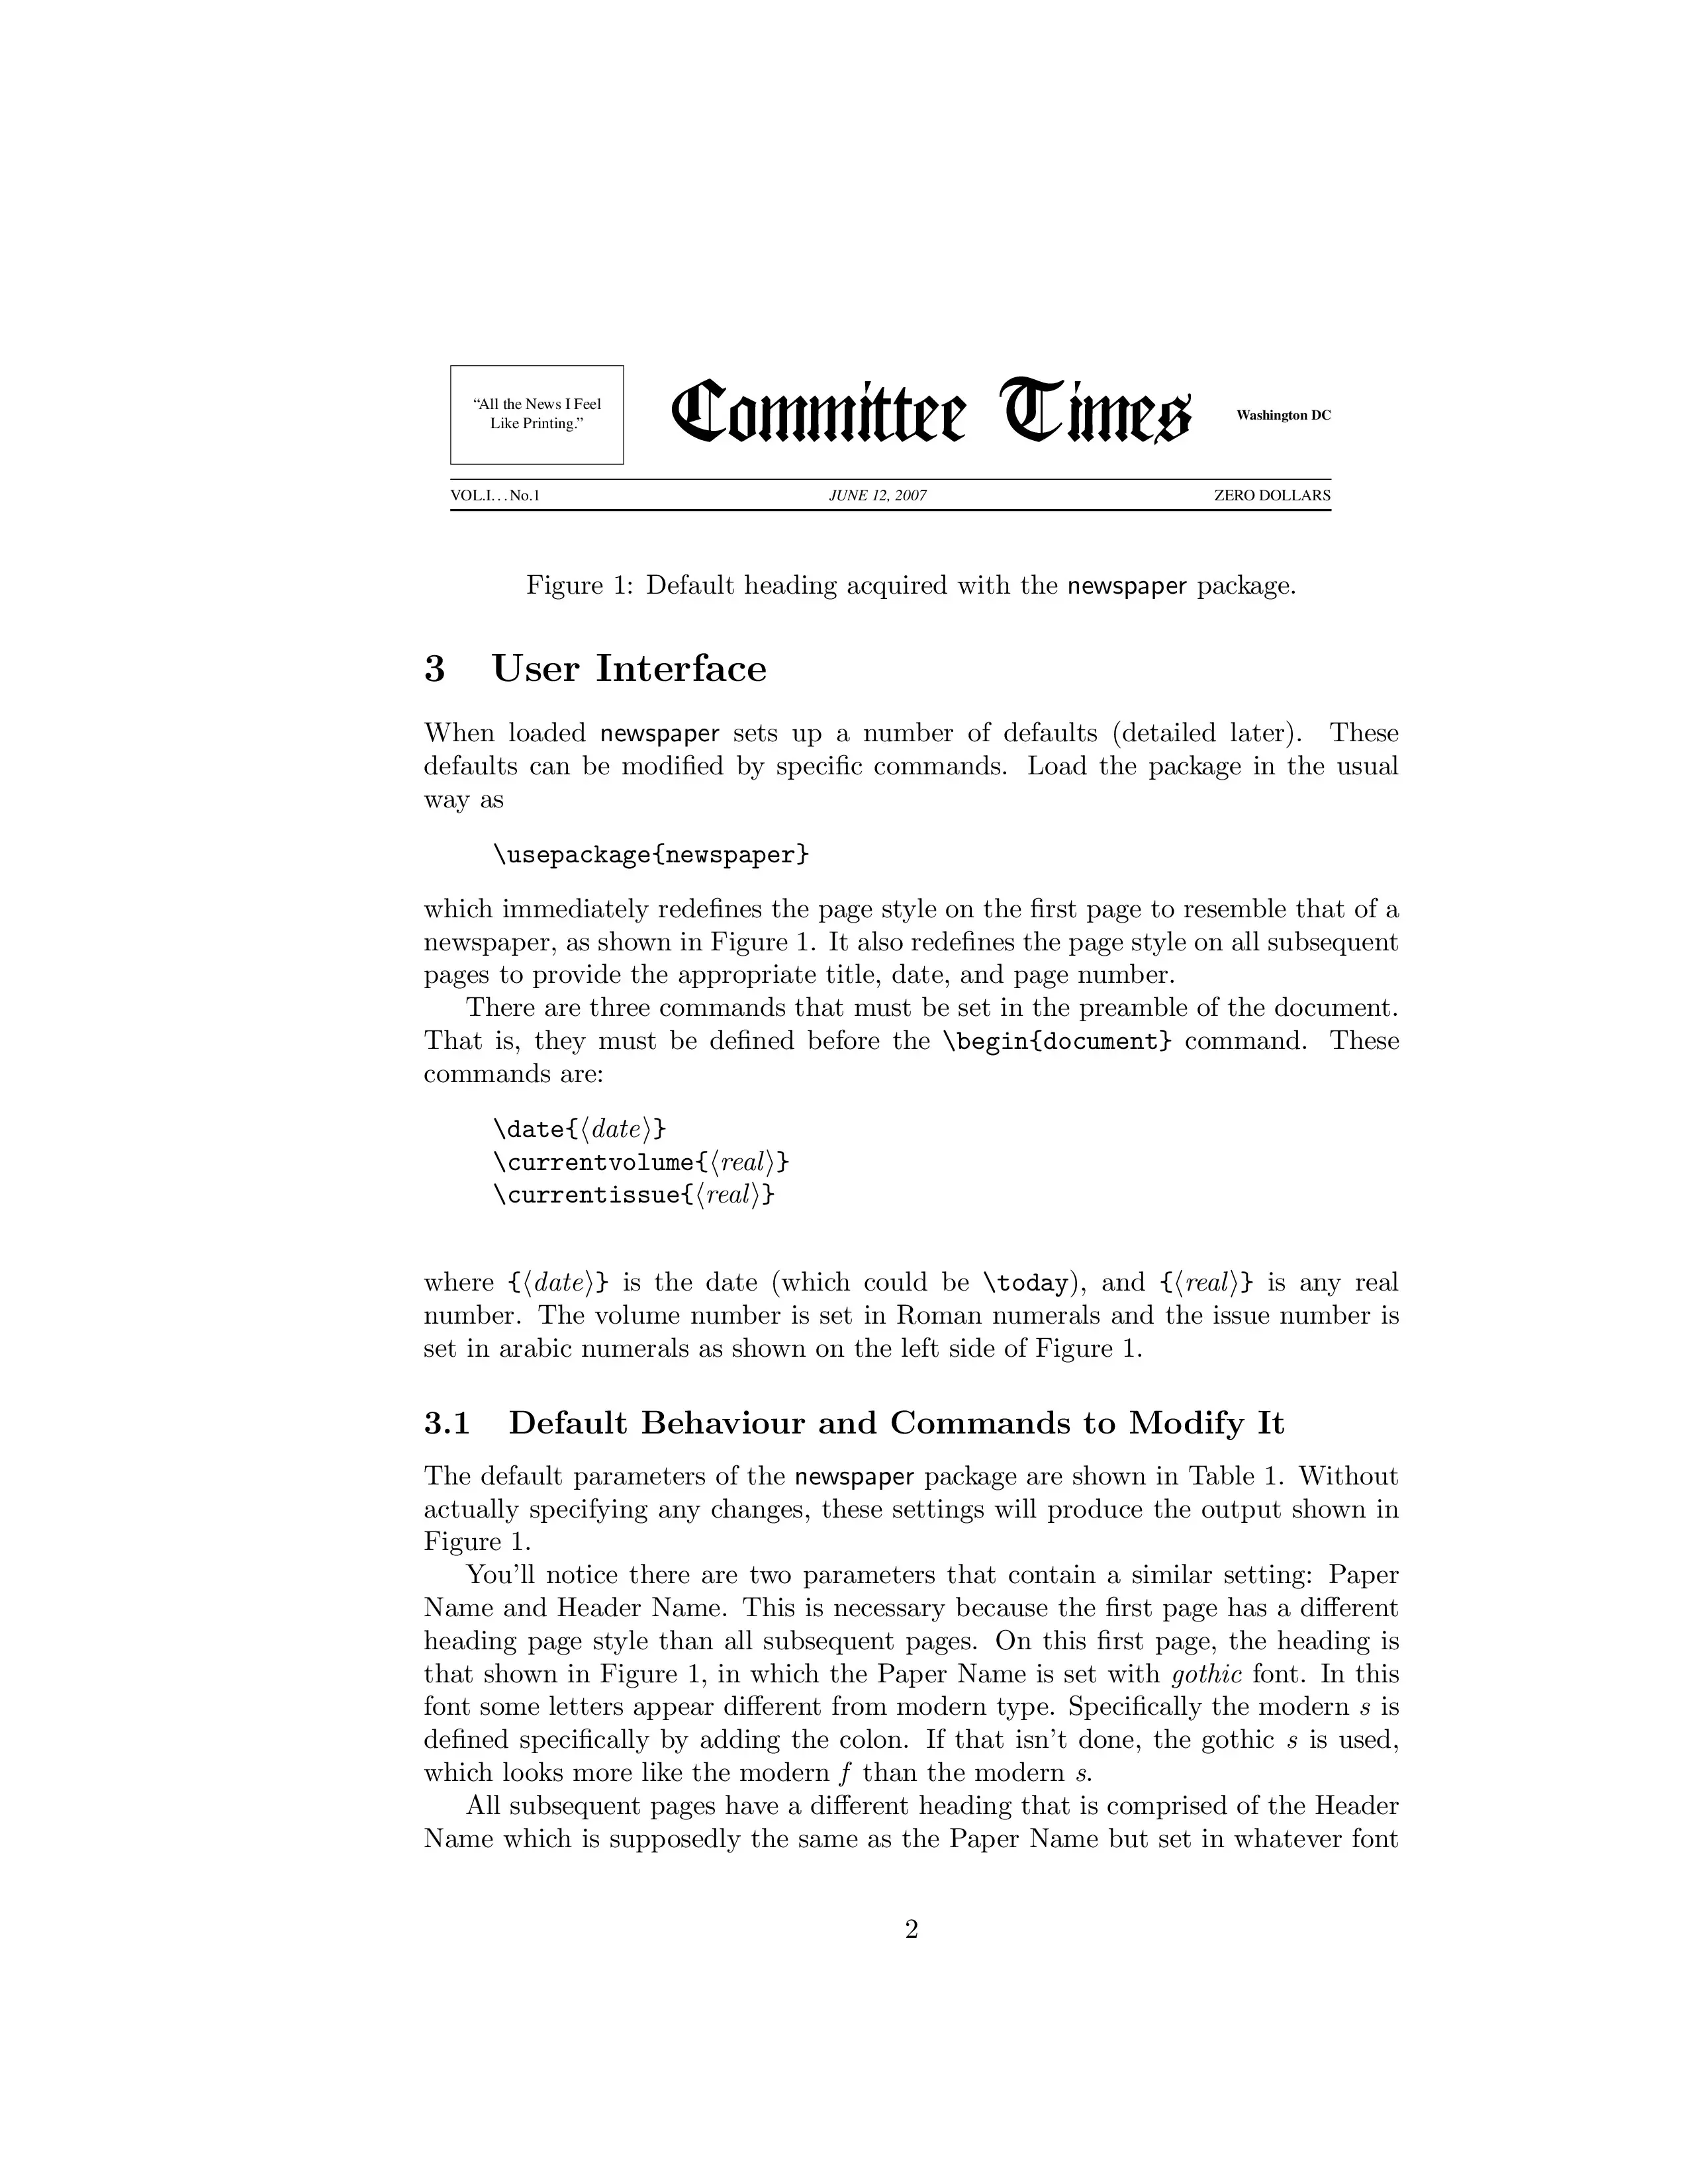 “All the News I Feel
Like Printing.”
Committee Times
Washington DC
VOL.I...No.1 JUNE 12, 2007 ZERO DOLLARS
Figure 1: Default heading acquired with the newspaper package.
3 User Interface
When loaded newspaper sets up a number of defaults (detailed later). These
defaults can be modified by specific commands. Load the package in the usual
way as
\usepackage{newspaper}
which immediately redefines the page style on the first page to resemble that of a
newspaper, as shown in Figure 1. It also redefines the page style on all subsequent
pages to provide the appropriate title, date, and page number.
There are three commands that must be set in the preamble of the document.
That is, they must be defined before the \begin{document} command. These
commands are:
\date{⟨date⟩}
\currentvolume{⟨real⟩}
\currentissue{⟨real⟩}
where {⟨date⟩} is the date (which could be \today), and {⟨real⟩} is any real
number. The volume number is set in Roman numerals and the issue number is
set in arabic numerals as shown on the left side of Figure 1.
3.1 Default Behaviour and Commands to Modify It
The default parameters of the newspaper package are shown in Table 1. Without
actually specifying any changes, these settings will produce the output shown in
Figure 1.
You’ll notice there are two parameters that contain a similar setting: Paper
Name and Header Name. This is necessary because the first page has a different
heading page style than all subsequent pages. On this first page, the heading is
that shown in Figure 1, in which the Paper Name is set with gothic font. In this
font some letters appear different from modern type. Specifically the modern s is
defined specifically by adding the colon. If that isn’t done, the gothic s is used,
which looks more like the modern f than the modern s.
All subsequent pages have a different heading that is comprised of the Header
Name which is supposedly the same as the Paper Name but set in whatever font
2